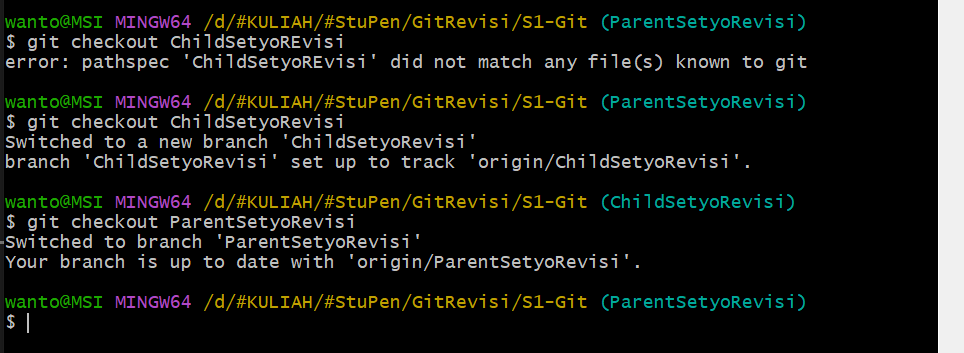 wanto@MSI MINGW64 /d/#KULIAH/#StuPen/GitRevisi/S1-Git (ParentSetyoRevisi)
$ git checkout ChildSetyoREvisi
error: pathspec 'ChildSetyoREvisi' did not match any file(s) known to git
wanto@MSI MINGW64 /d/#KULIAH/#StuPen/GitRevisi/S1-Git (ParentSetyoRevisi)
$ git checkout ChildSetyoRevisi
Switched to a new branch 'ChildSetyoRevisi'
branch 'ChildSetyoRevisi' set up to track 'origin/ChildSetyoRevisi'.
wanto@MSI MINGW64 /d/#KULIAH/#StuPen/GitRevisi/S1-Git (ChildSetyoRevisi)
$ git checkout ParentSetyoRevisi
Switched to branch 'ParentSetyoRevisi'
Your branch is up to date with 'origin/ParentSetyoRevisi'.
wanto@MSI MINGW64 /d/#KULIAH/#StuPen/GitRevisi/S1-Git (ParentSetyoRevisi)
$